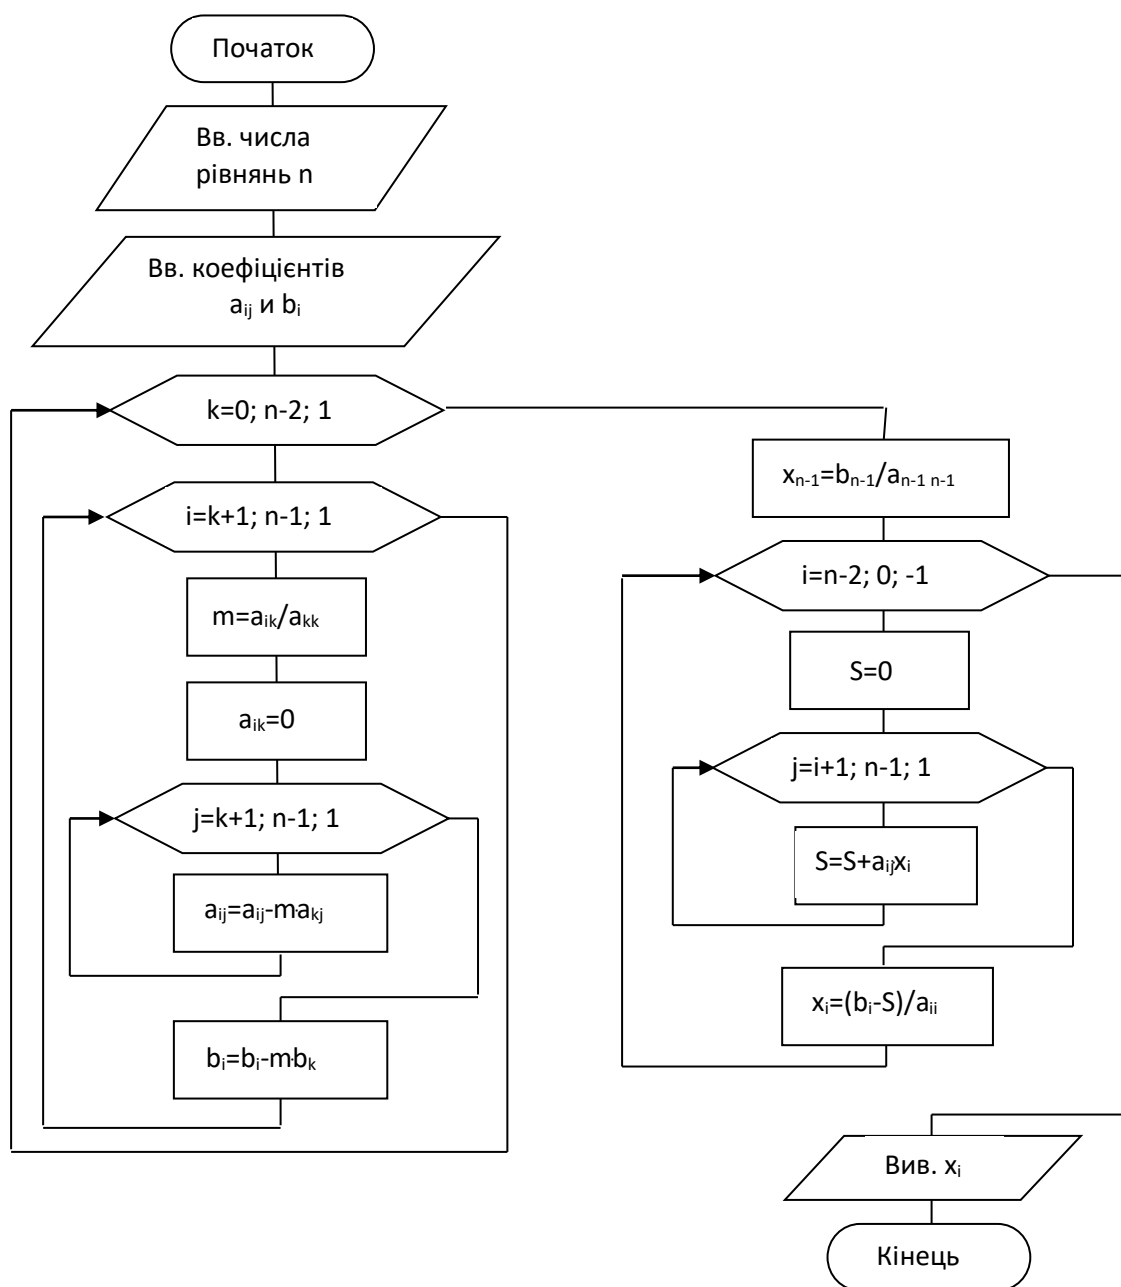 Початок
Вв. числа
рівнянь n
Вв. коефіцієнтів
aᵢⱼ и bᵢ
k=0; n-2; 1
i=k+1; n-1; 1
m=aᵢₖ/aₖₖ
aᵢₖ=0
j=k+1; n-1; 1
aᵢⱼ=aᵢⱼ-m·aₖⱼ
bᵢ=bᵢ-m·bₖ
xₙ₋₁=bₙ₋₁/aₙ₋₁ ₙ₋₁
i=n-2; 0; -1
S=0
j=i+1; n-1; 1
S=S+aᵢⱼxᵢ
xᵢ=(bᵢ-S)/aᵢᵢ
Вив. xᵢ
Кінець